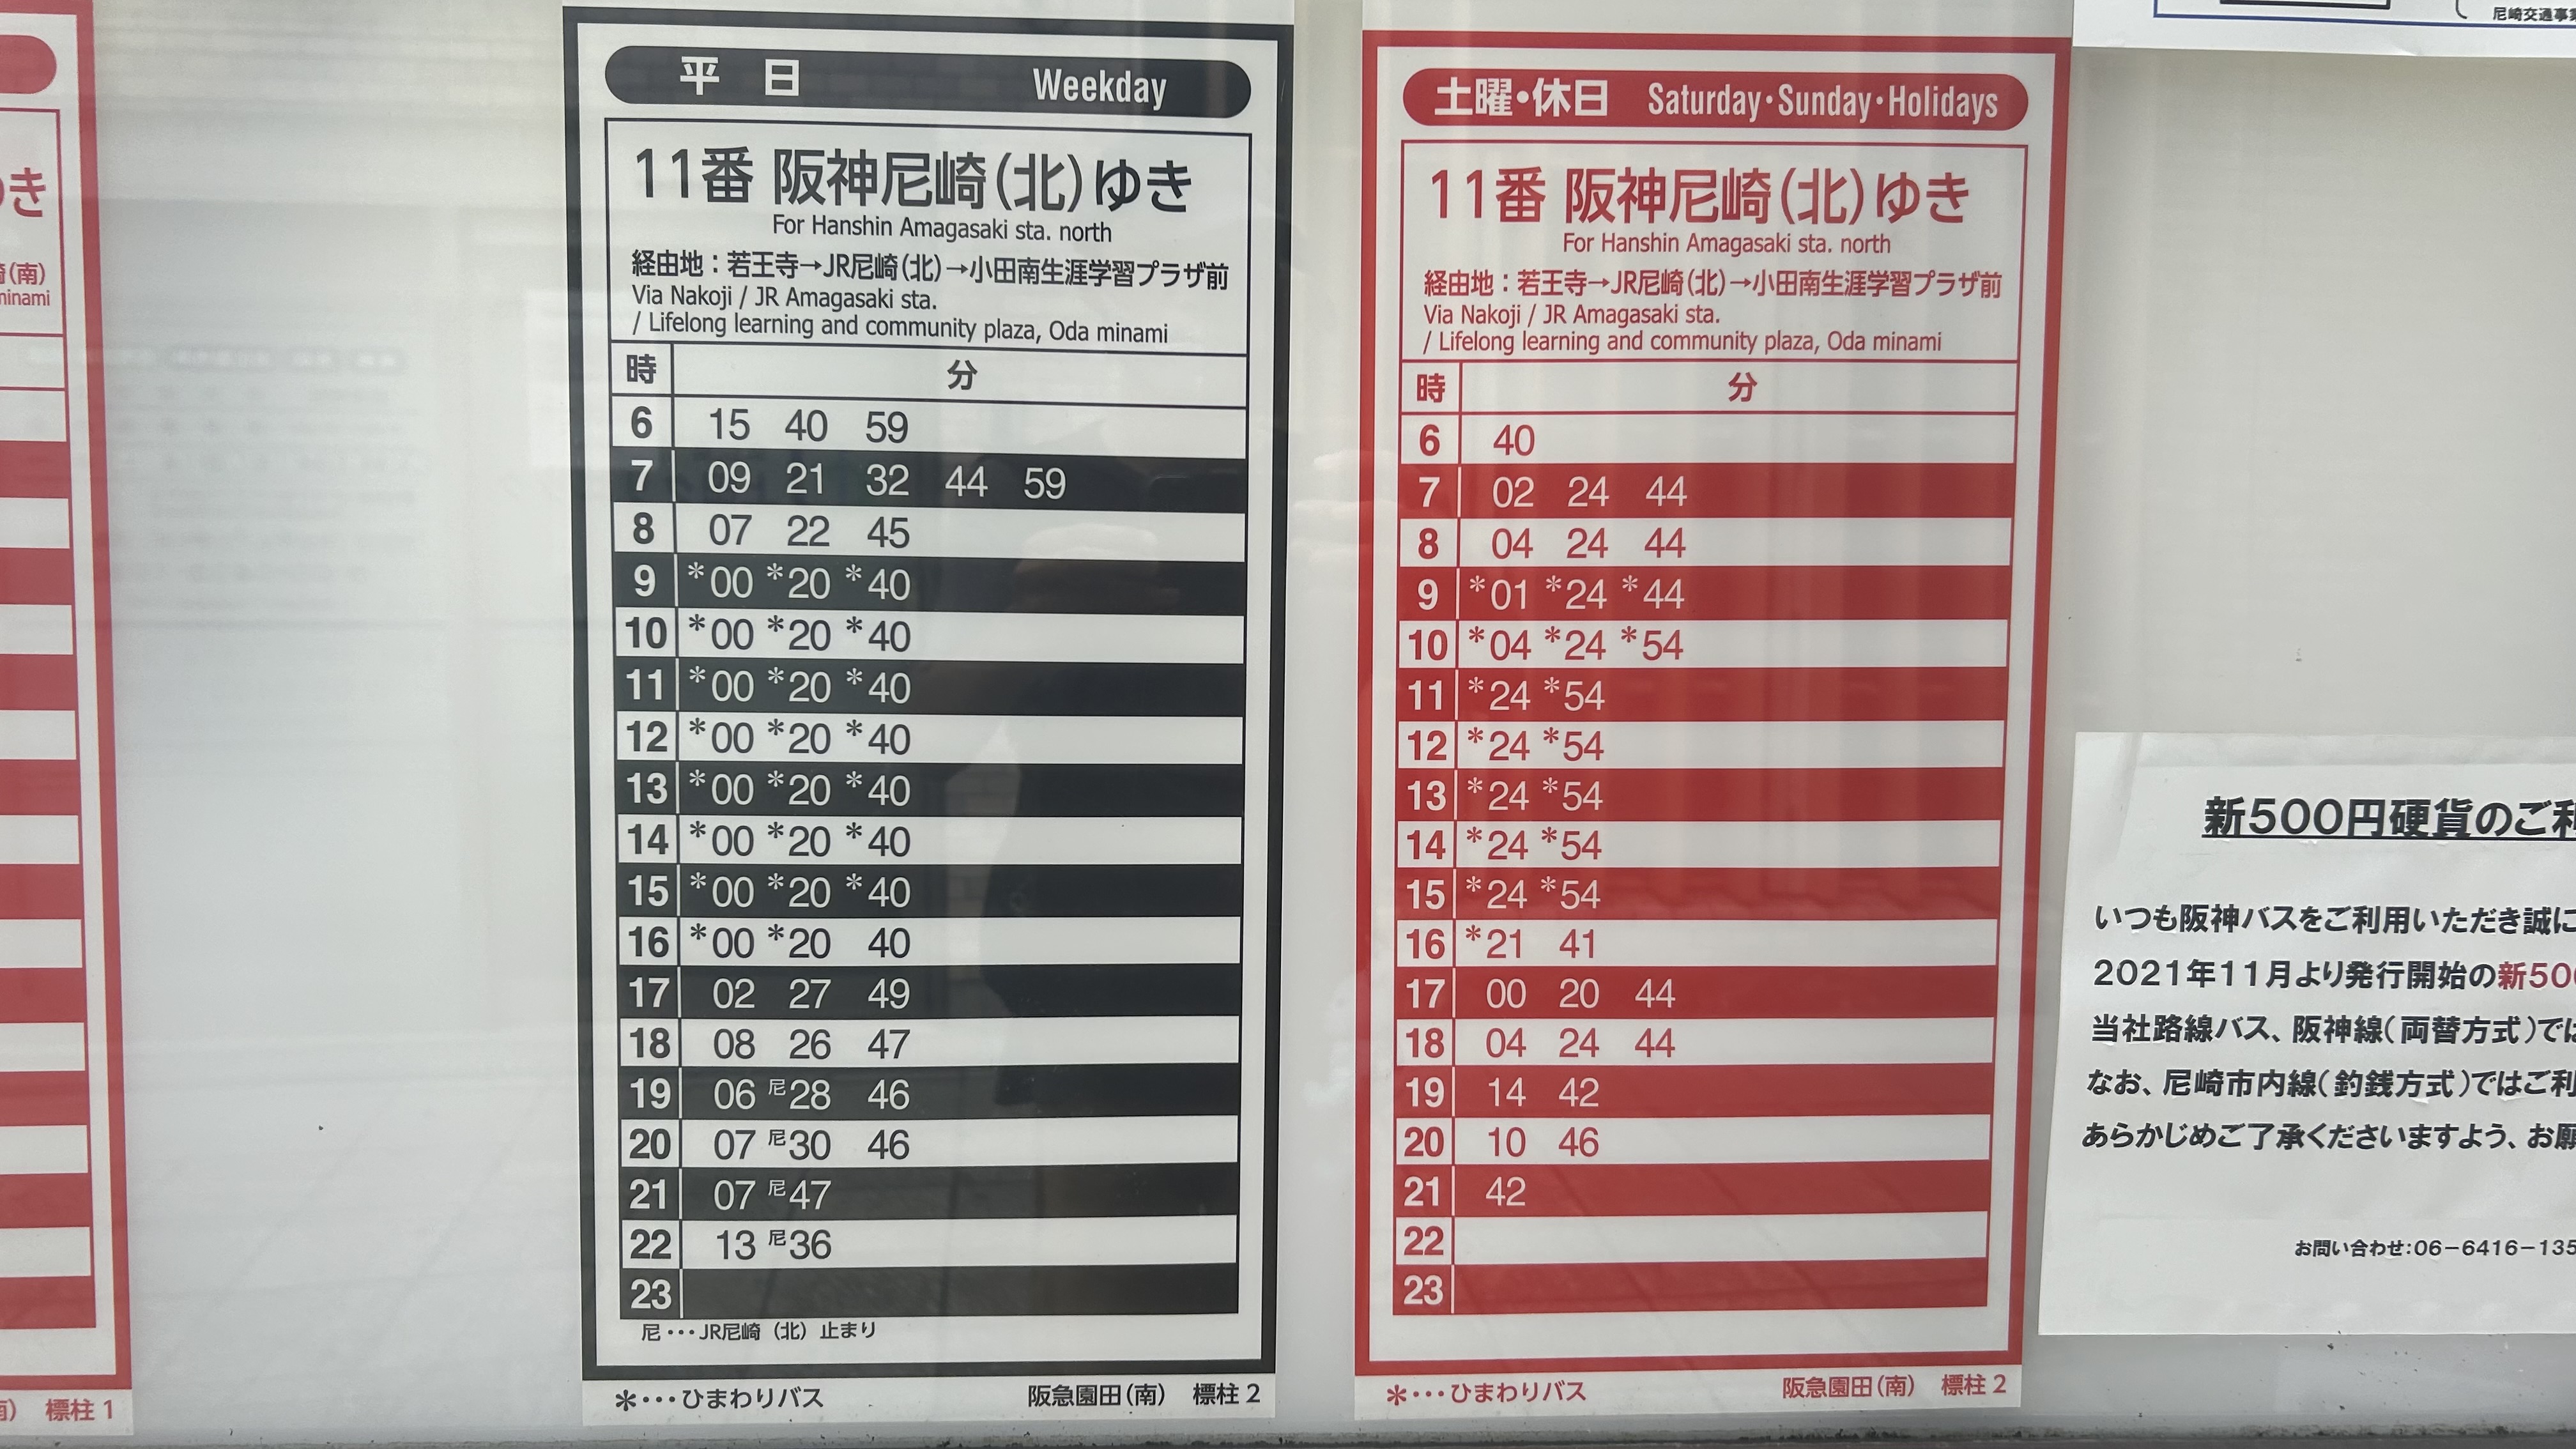 き
(南)
minami
標柱 1
平 日 Weekday
11番 阪神尼崎(北)ゆき
For Hanshin Amagasaki sta. north
経由地：若王寺→JR尼崎(北)→小田南生涯学習プラザ前
Via Nakoji / JR Amagasaki sta.
/ Lifelong learning and community plaza, Oda minami
時 分
6 15 40 59
7 09 21 32 44 59
8 07 22 45
9 *00 *20 *40
10 *00 *20 *40
11 *00 *20 *40
12 *00 *20 *40
13 *00 *20 *40
14 *00 *20 *40
15 *00 *20 *40
16 *00 *20 40
17 02 27 49
18 08 26 47
19 06 尼28 46
20 07 尼30 46
21 07 尼47
22 13 尼36
23
尼･･･JR尼崎（北）止まり
＊･･･ひまわりバス 阪急園田(南) 標柱 2
土曜・休日 Saturday・Sunday・Holidays
11番 阪神尼崎(北)ゆき
For Hanshin Amagasaki sta. north
経由地：若王寺→JR尼崎(北)→小田南生涯学習プラザ前
Via Nakoji / JR Amagasaki sta.
/ Lifelong learning and community plaza, Oda minami
時 分
6 40
7 02 24 44
8 04 24 44
9 *01 *24 *44
10 *04 *24 *54
11 *24 *54
12 *24 *54
13 *24 *54
14 *24 *54
15 *24 *54
16 *21 41
17 00 20 44
18 04 24 44
19 14 42
20 10 46
21 42
22
23
＊･･･ひまわりバス 阪急園田(南) 標柱 2
尼崎交通事業
新500円硬貨のご利
いつも阪神バスをご利用いただき誠に
2021年11月より発行開始の新500
当社路線バス、阪神線(両替方式)では
なお、尼崎市内線(釣銭方式)ではご利
あらかじめご了承くださいますよう、お願
お問い合わせ:06-6416-135